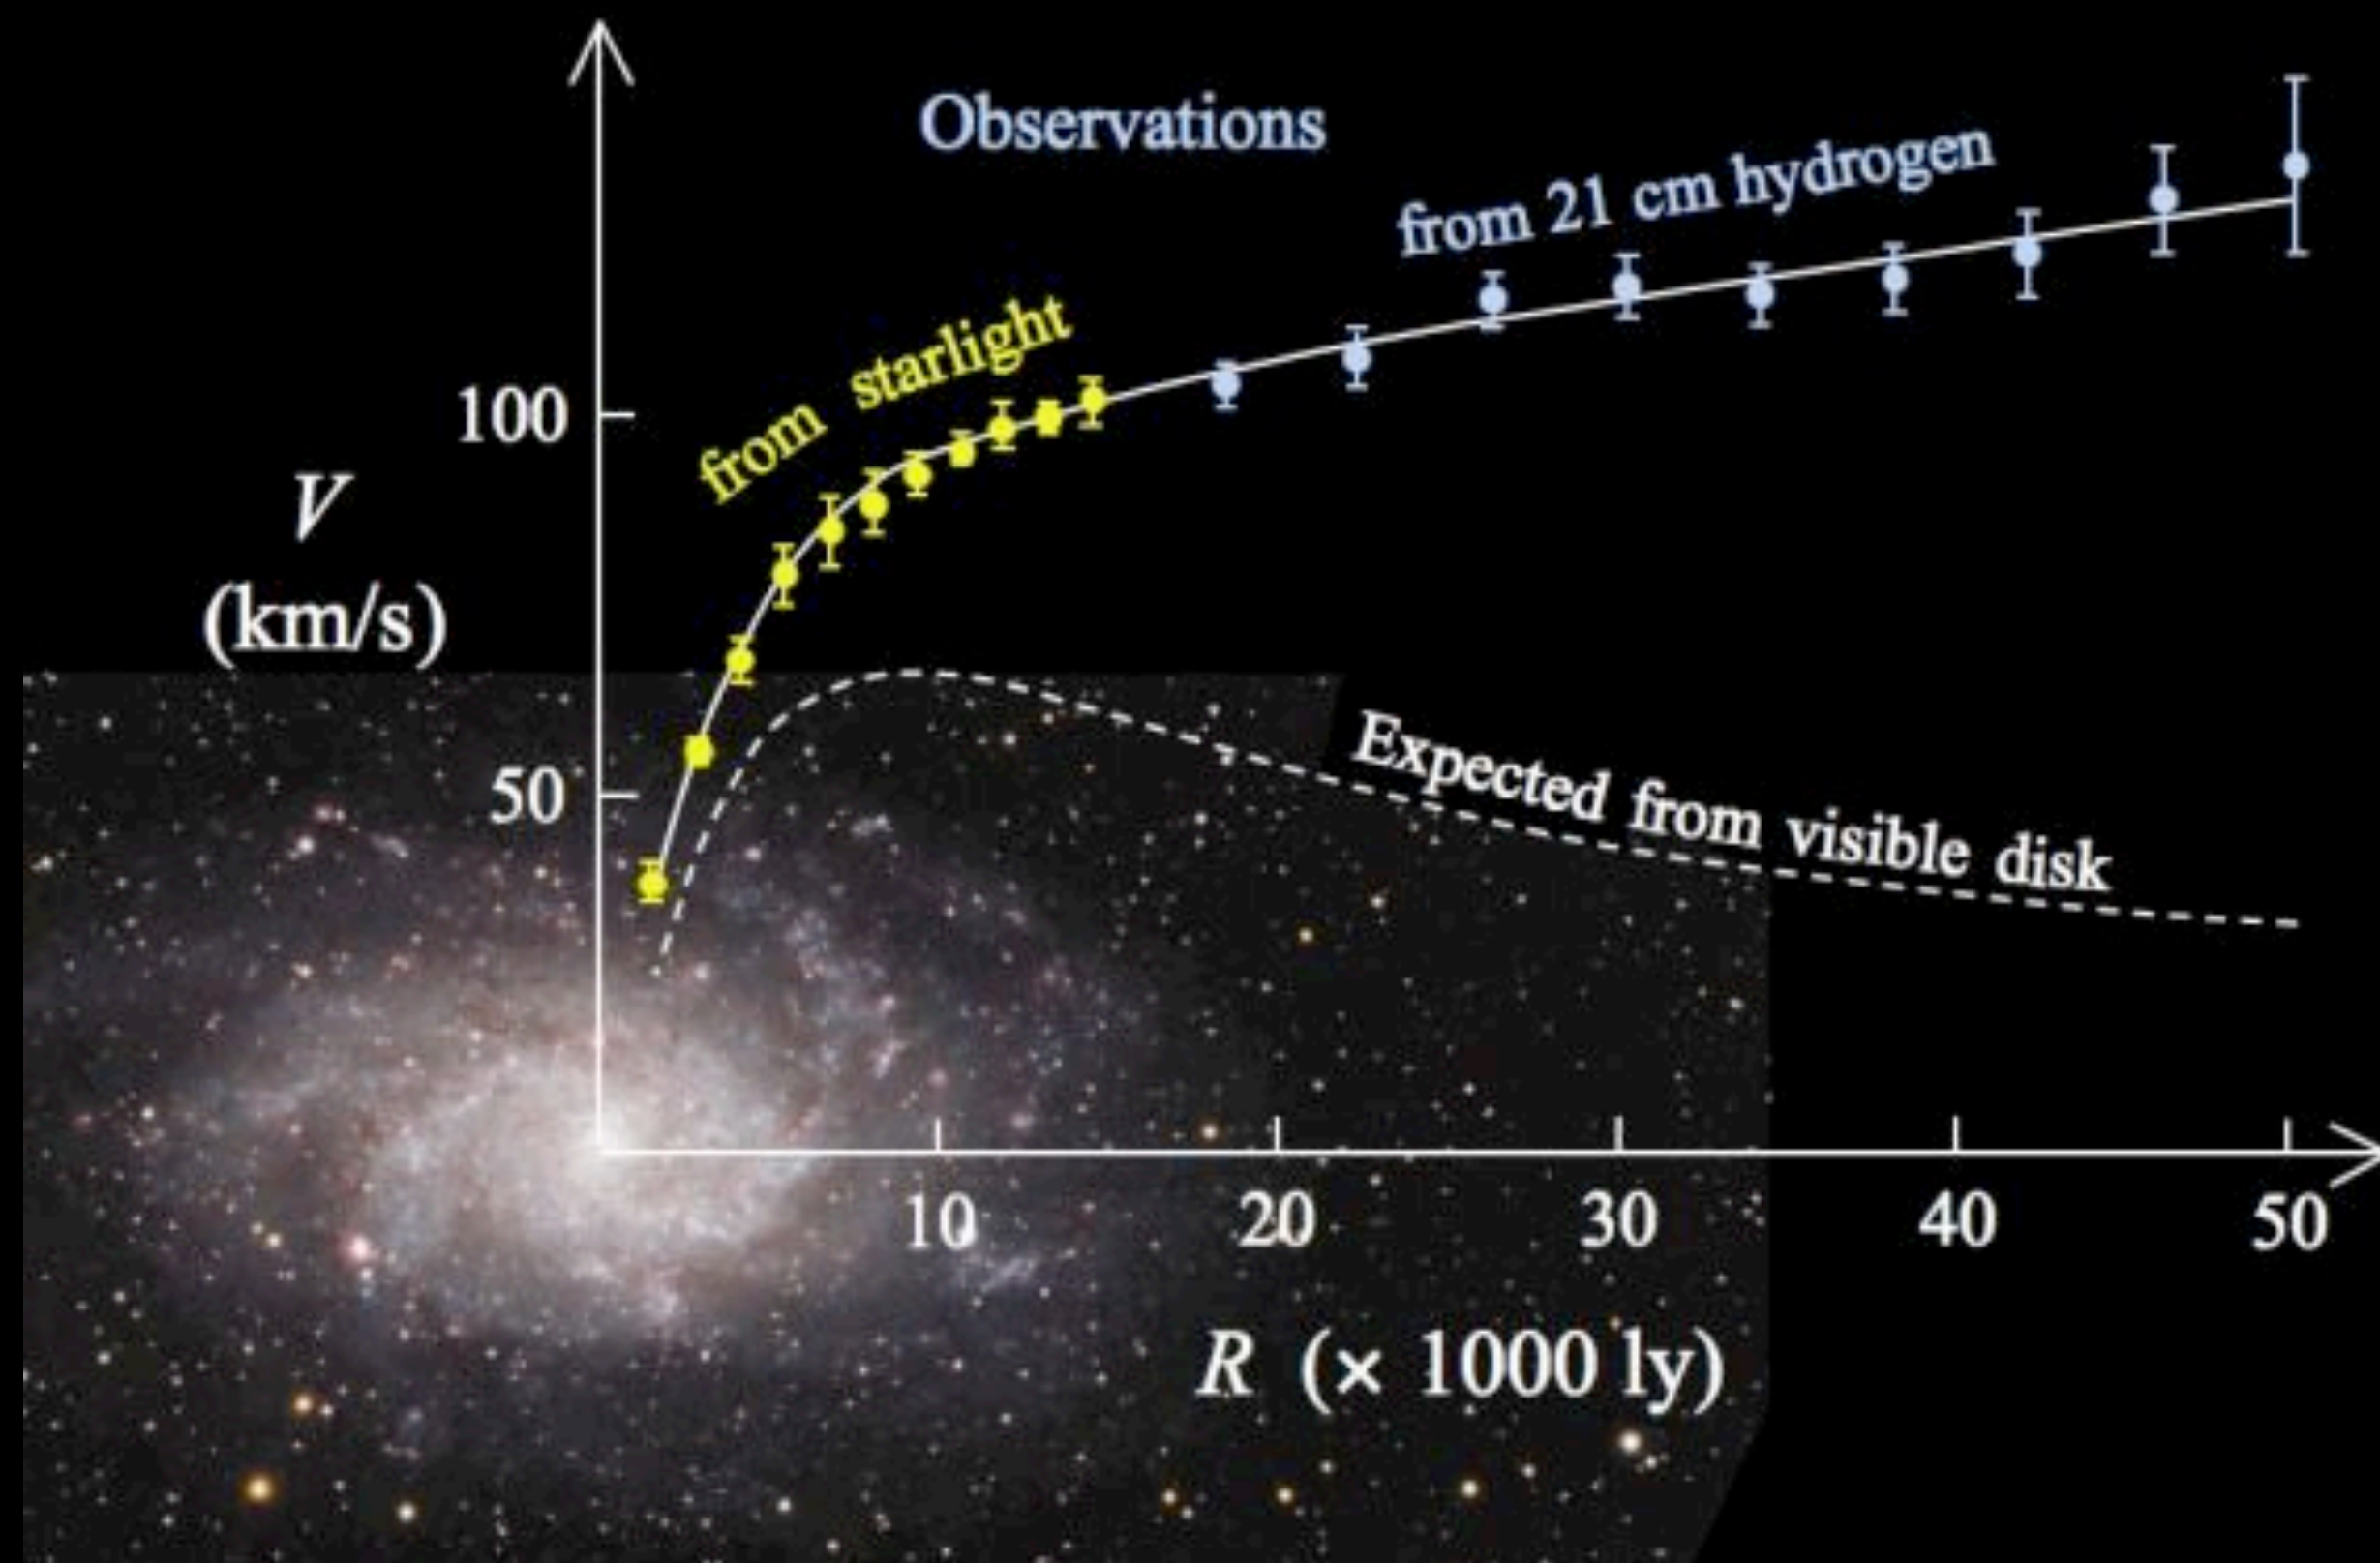 Observations
from 21 cm hydrogen
from starlight
100
V
(km/s)
50
Expected from visible disk
10
20
30
40
50
R (× 1000 ly)